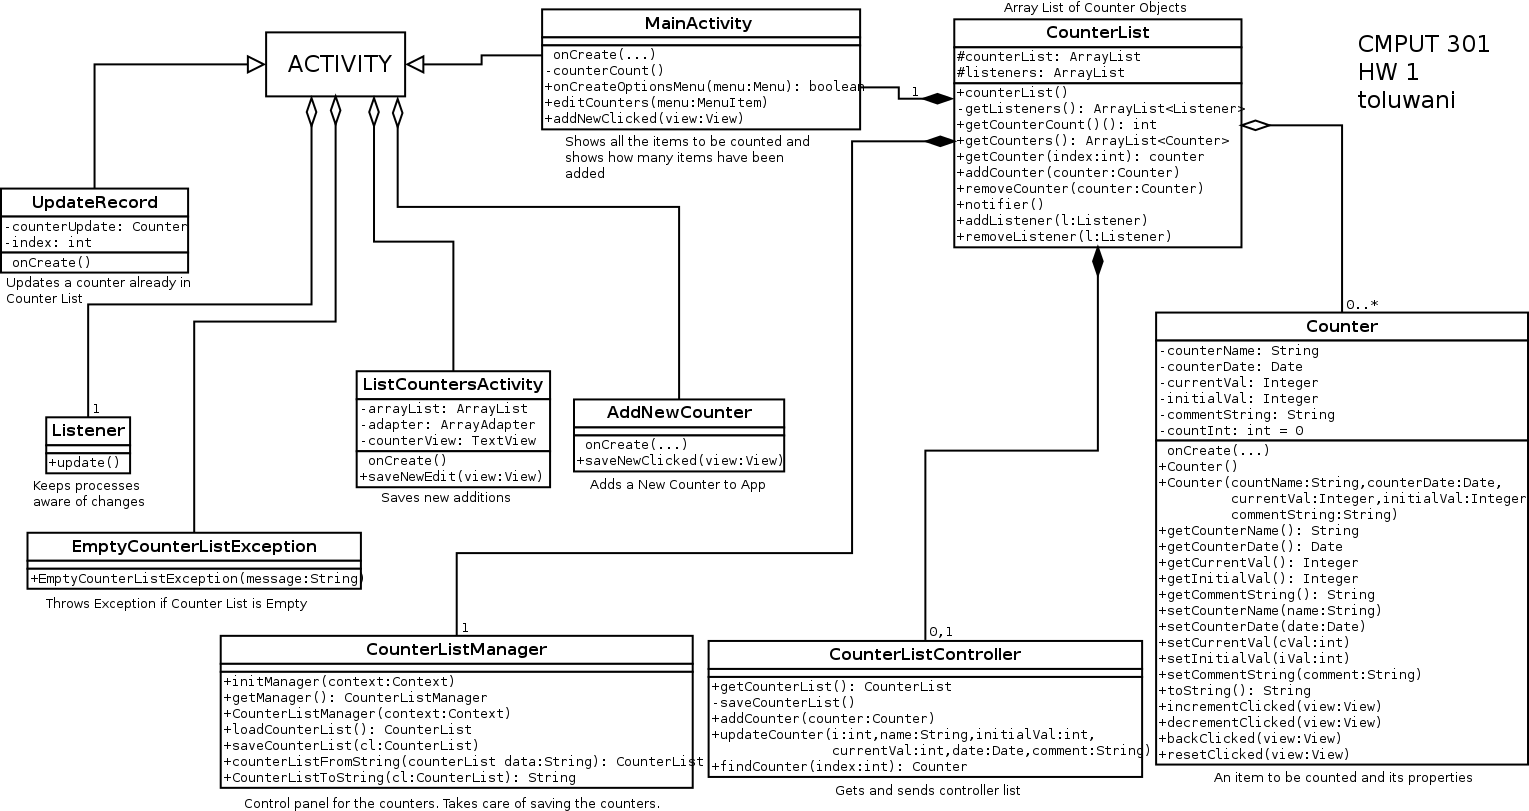 CMPUT 301
HW 1
toluwani
ACTIVITY
MainActivity
onCreate(...)
-counterCount()
+onCreateOptionsMenu(menu:Menu): boolean
+editCounters(menu:MenuItem)
+addNewClicked(view:View)
Shows all the items to be counted and
shows how many items have been
added
1
Array List of Counter Objects
CounterList
#counterList: ArrayList
#listeners: ArrayList
+counterList()
-getListeners(): ArrayList<Listener>
+getCounterCount()(): int
+getCounters(): ArrayList<Counter>
+getCounter(index:int): counter
+addCounter(counter:Counter)
+removeCounter(counter:Counter)
+notifier()
+addListener(l:Listener)
+removeListener(l:Listener)
UpdateRecord
-counterUpdate: Counter
-index: int
onCreate()
Updates a counter already in
Counter List
1
Listener
+update()
Keeps processes
aware of changes
ListCountersActivity
-arrayList: ArrayList
-adapter: ArrayAdapter
-counterView: TextView
onCreate()
+saveNewEdit(view:View)
Saves new additions
AddNewCounter
onCreate(...)
+saveNewClicked(view:View)
Adds a New Counter to App
EmptyCounterListException
+EmptyCounterListException(message:String)
Throws Exception if Counter List is Empty
1
CounterListManager
+initManager(context:Context)
+getManager(): CounterListManager
+CounterListManager(context:Context)
+loadCounterList(): CounterList
+saveCounterList(cl:CounterList)
+counterListFromString(counterList data:String): CounterList
+CounterListToString(cl:CounterList): String
Control panel for the counters. Takes care of saving the counters.
0,1
CounterListController
+getCounterList(): CounterList
-saveCounterList()
+addCounter(counter:Counter)
+updateCounter(i:int,name:String,initialVal:int,
currentVal:int,date:Date,comment:String)
+findCounter(index:int): Counter
Gets and sends controller list
0..*
Counter
-counterName: String
-counterDate: Date
-currentVal: Integer
-initialVal: Integer
-commentString: String
-countInt: int = 0
onCreate(...)
+Counter()
+Counter(countName:String,counterDate:Date,
currentVal:Integer,initialVal:Integer
commentString:String)
+getCounterName(): String
+getCounterDate(): Date
+getCurrentVal(): Integer
+getInitialVal(): Integer
+getCommentString(): String
+setCounterName(name:String)
+setCounterDate(date:Date)
+setCurrentVal(cVal:int)
+setInitialVal(iVal:int)
+setCommentString(comment:String)
+toString(): String
+incrementClicked(view:View)
+decrementClicked(view:View)
+backClicked(view:View)
+resetClicked(view:View)
An item to be counted and its properties